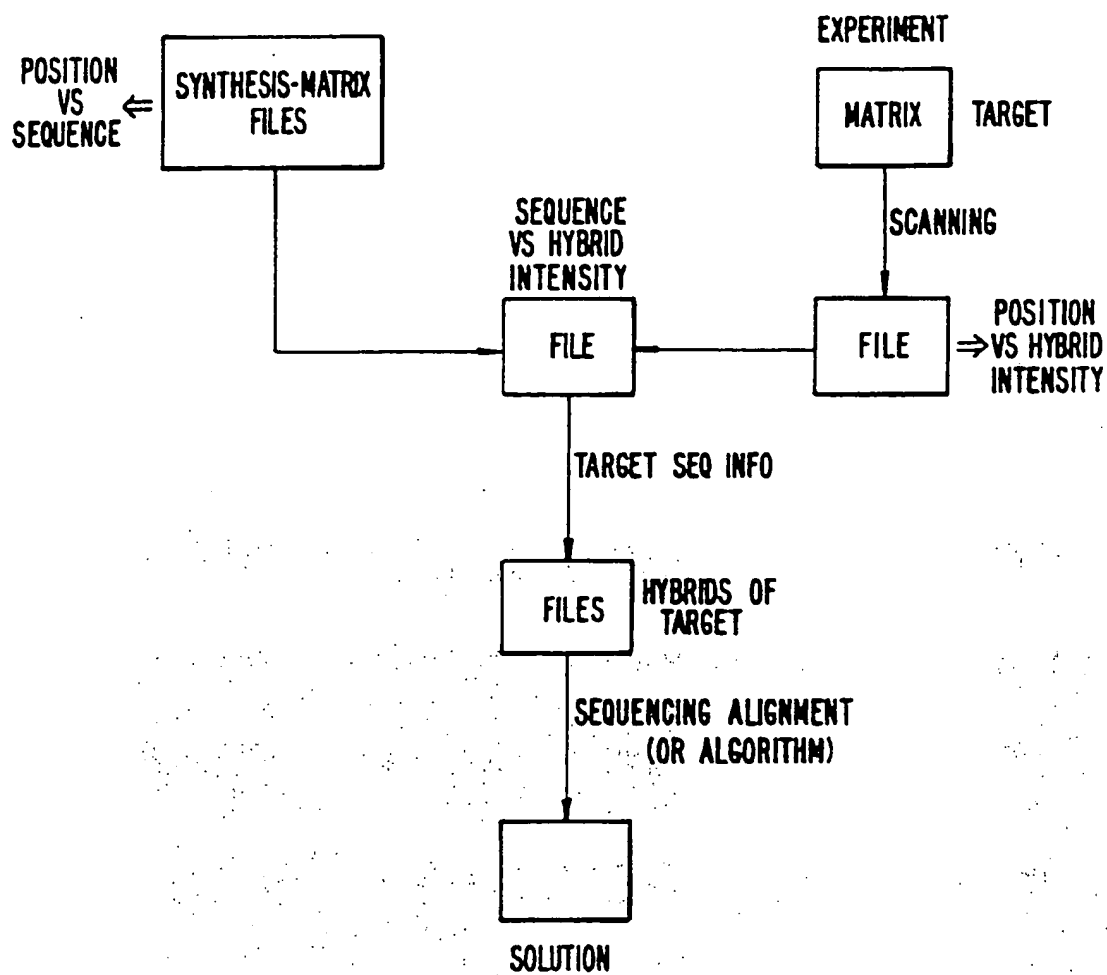 EXPERIMENT
POSITION
VS
SEQUENCE
SYNTHESIS-MATRIX
FILES
MATRIX
TARGET
SCANNING
SEQUENCE
VS HYBRID
INTENSITY
FILE
FILE
POSITION
VS HYBRID
INTENSITY
TARGET SEQ INFO
FILES
HYBRIDS OF
TARGET
SEQUENCING ALIGNMENT
(OR ALGORITHM)
SOLUTION